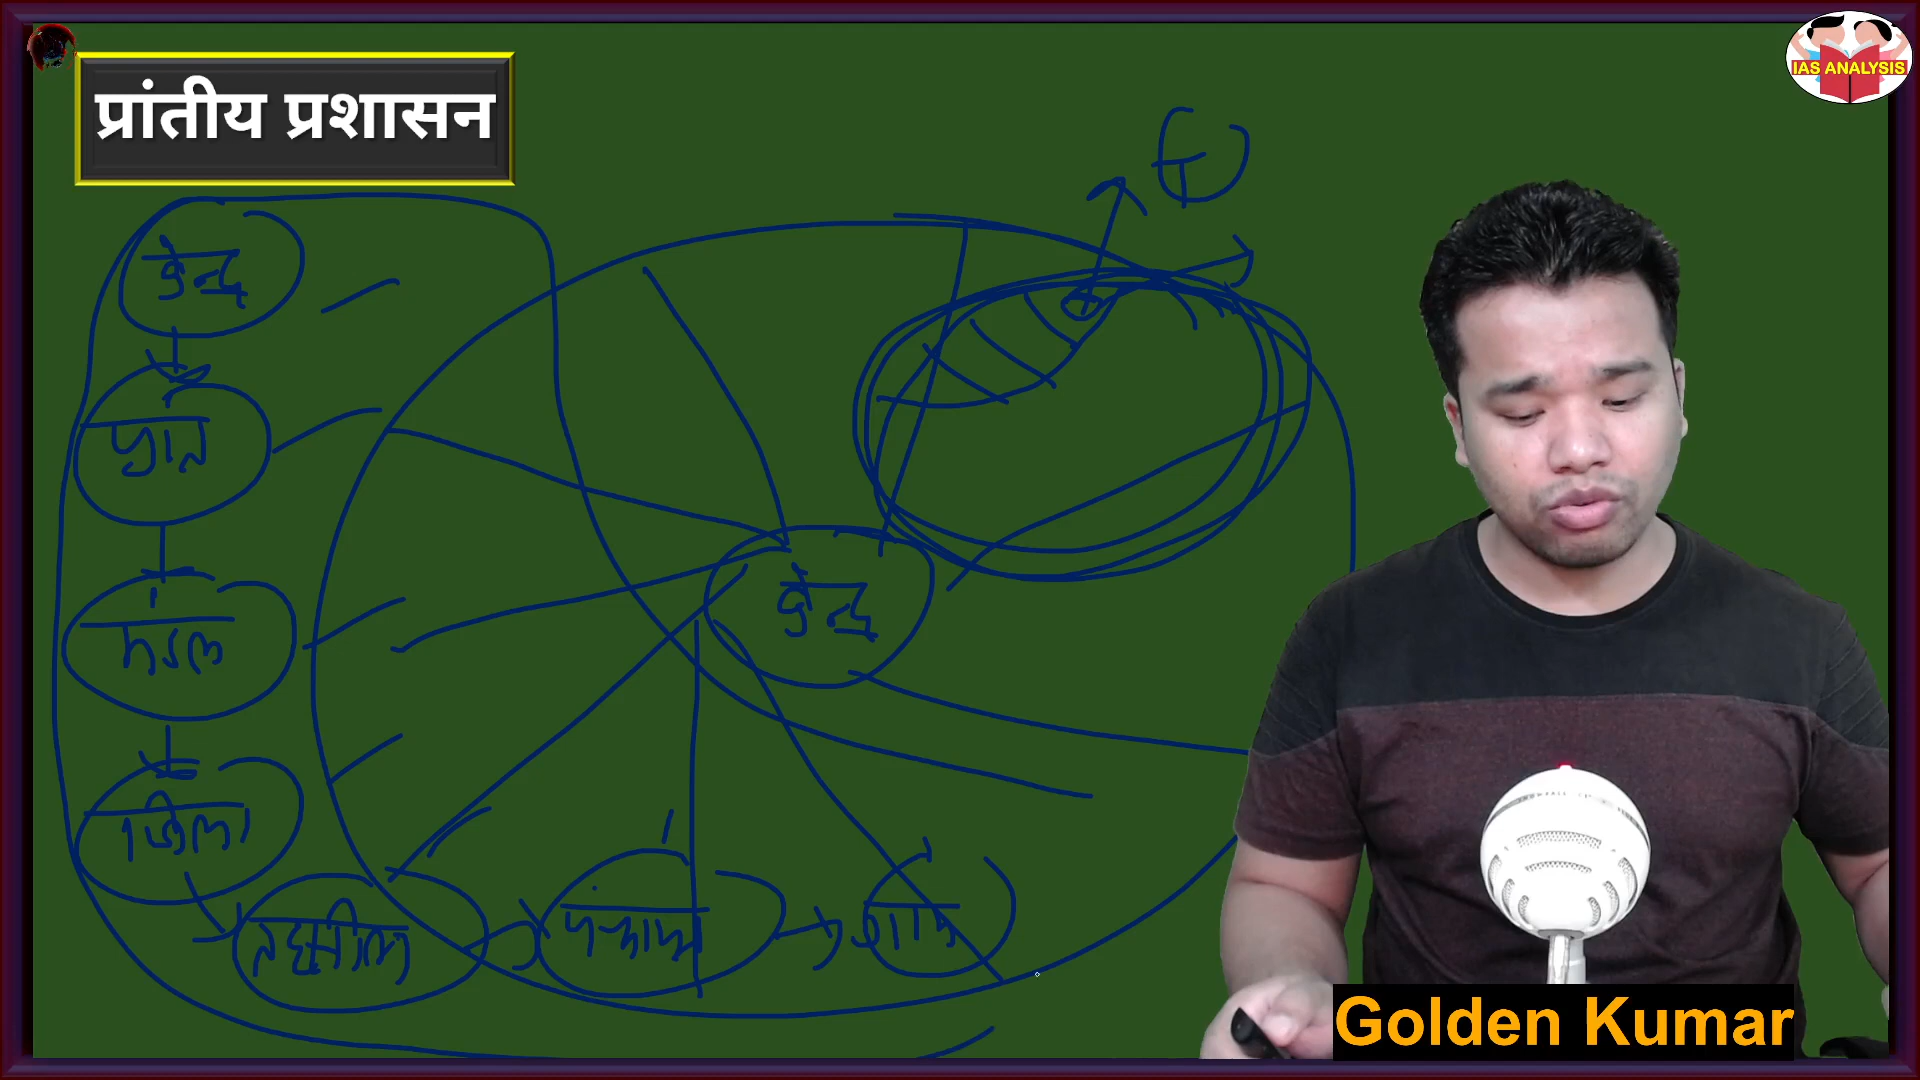 प्रांतीय प्रशासन
IAS ANALYSIS
केन्द्र
प्रान्त
मंडल
केन्द्र
जिला
तहसील
पंचायत
ग्राम
Golden Kumar